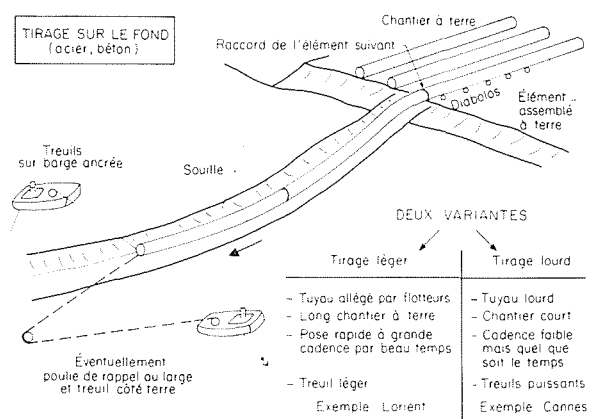 TIRAGE SUR LE FOND
(acier, béton)
Chantier à terre
Raccord de l'élément suivant
Diabolos
Élément
assemblé
à terre
Treuils
sur barge ancrée
Souille
DEUX VARIANTES
Tirage léger
- Tuyau allégé par flotteurs
- Long chantier à terre
- Pose rapide à grande
cadence par beau temps
- Treuil léger
Exemple Lorient
Tirage lourd
- Tuyau lourd
- Chantier court
- Cadence faible
mais quel que
soit le temps
- Treuils puissants
Exemple Cannes
Éventuellement
poulie de rappel au large
et treuil côté terre